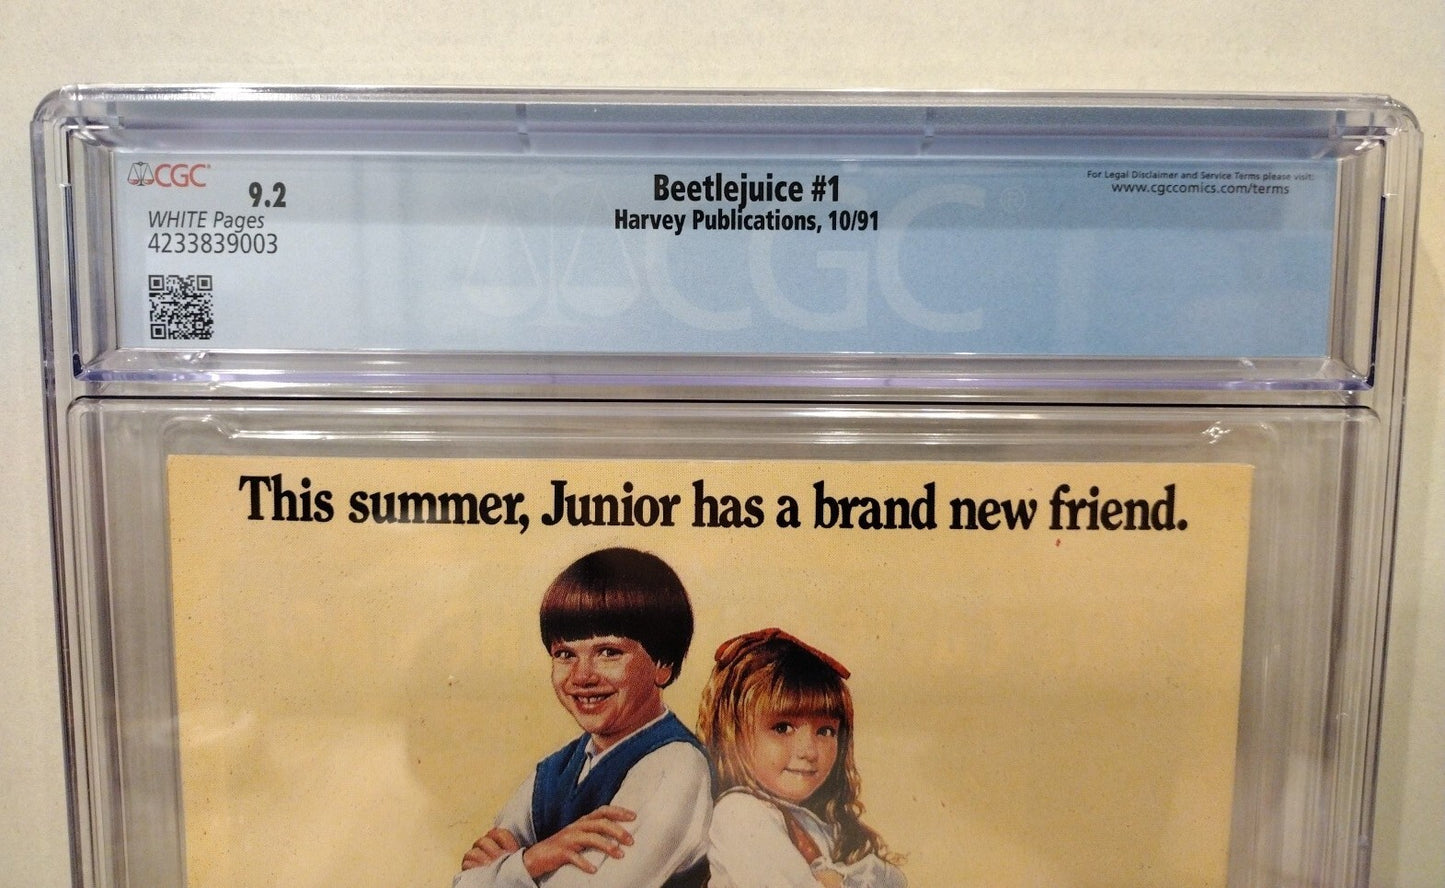 CGC
9.2
WHITE Pages
4233839003
Beetlejuice #1
Harvey Publications, 10/91
For Legal Disclaimer and Service Terms please visit:
www.cgccomics.com/terms
CGC®
This summer, Junior has a brand new friend.